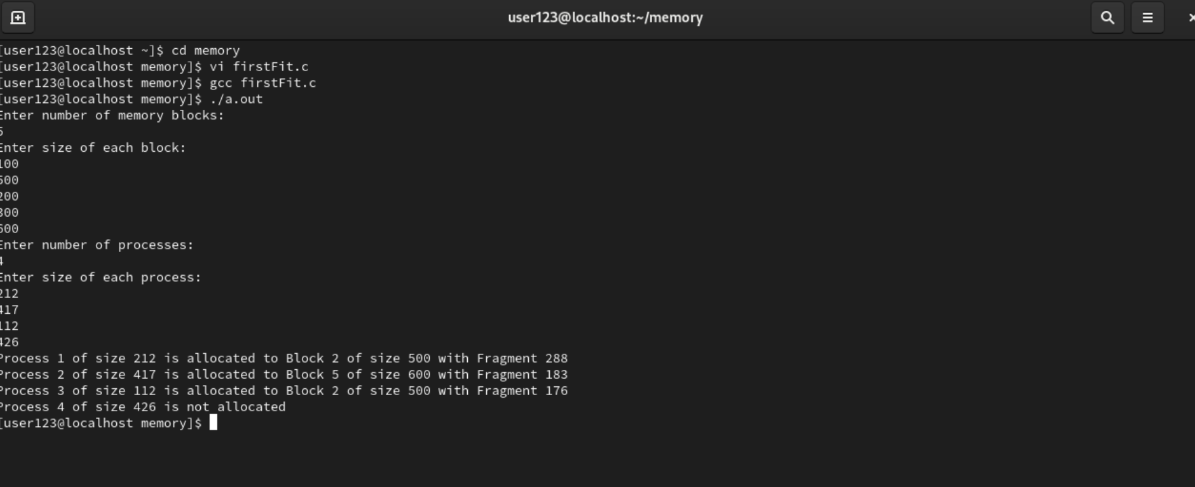 user123@localhost:~/memory
[user123@localhost ~]$ cd memory
[user123@localhost memory]$ vi firstFit.c
[user123@localhost memory]$ gcc firstFit.c
[user123@localhost memory]$ ./a.out
Enter number of memory blocks:
5
Enter size of each block:
100
500
200
300
600
Enter number of processes:
4
Enter size of each process:
212
417
112
426
Process 1 of size 212 is allocated to Block 2 of size 500 with Fragment 288
Process 2 of size 417 is allocated to Block 5 of size 600 with Fragment 183
Process 3 of size 112 is allocated to Block 2 of size 500 with Fragment 176
Process 4 of size 426 is not allocated
[user123@localhost memory]$